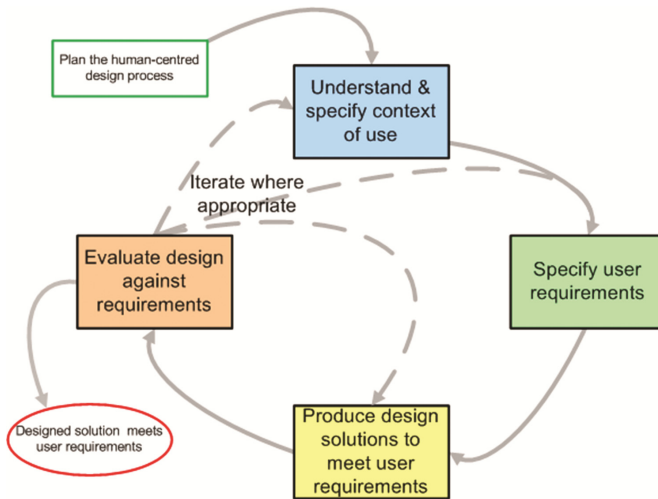 Plan the human-centred
design process
Understand &
specify context
of use
Iterate where
appropriate
Evaluate design
against
requirements
Specify user
requirements
Designed solution meets
user requirements
Produce design
solutions to
meet user
requirements